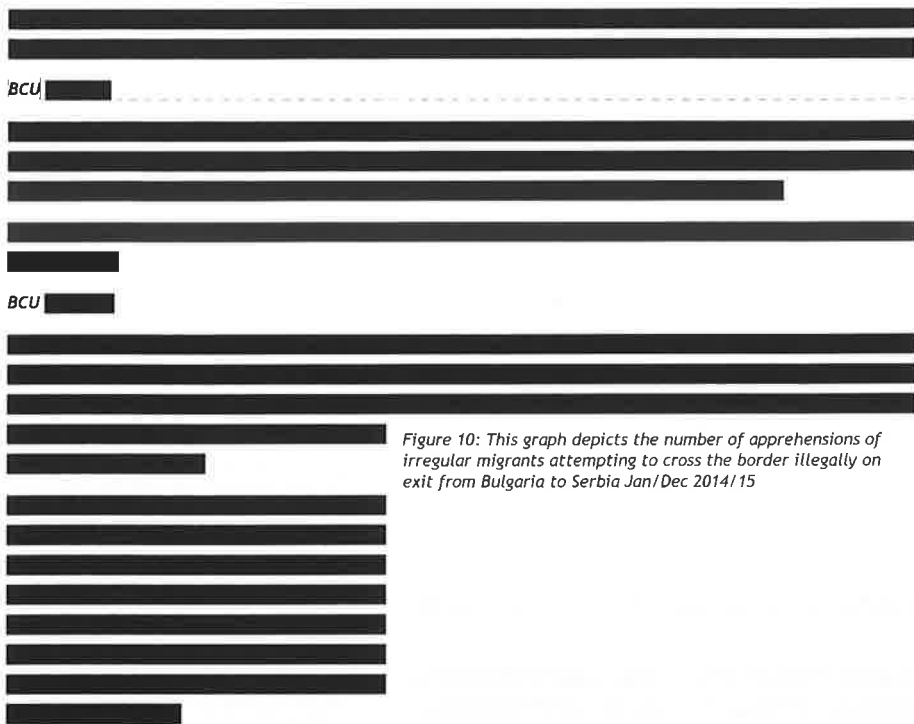 BCU
BCU
Figure 10: This graph depicts the number of apprehensions of
irregular migrants attempting to cross the border illegally on
exit from Bulgaria to Serbia Jan/Dec 2014/15